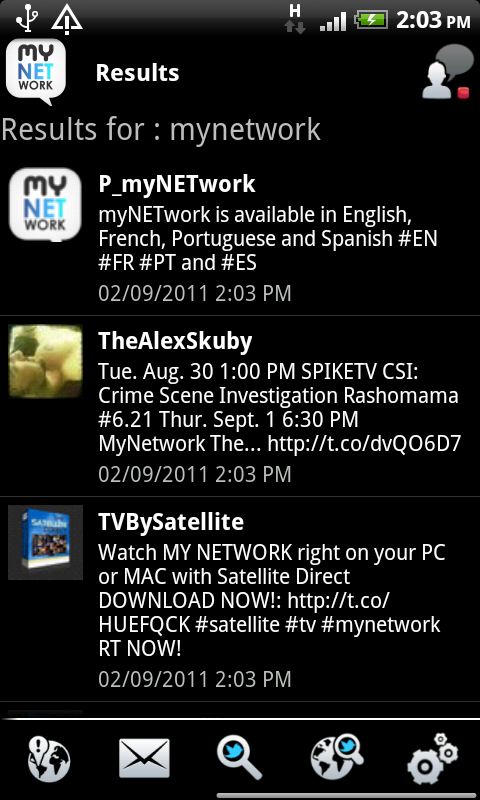 H
2:03 PM
MY
NET
WORK
Results
Results for : mynetwork
MY
NET
WORK
P_myNETwork
myNETwork is available in English,
French, Portuguese and Spanish #EN
#FR #PT and #ES
02/09/2011 2:03 PM
TheAlexSkuby
Tue. Aug. 30 1:00 PM SPIKETV CSI:
Crime Scene Investigation Rashomama
#6.21 Thur. Sept. 1 6:30 PM
MyNetwork The... http://t.co/dvQO6D7
02/09/2011 2:03 PM
SATELLITE
TVBySatellite
Watch MY NETWORK right on your PC
or MAC with Satellite Direct
DOWNLOAD NOW!: http://t.co/
HUEFQCK #satellite #tv #mynetwork
RT NOW!
02/09/2011 2:03 PM